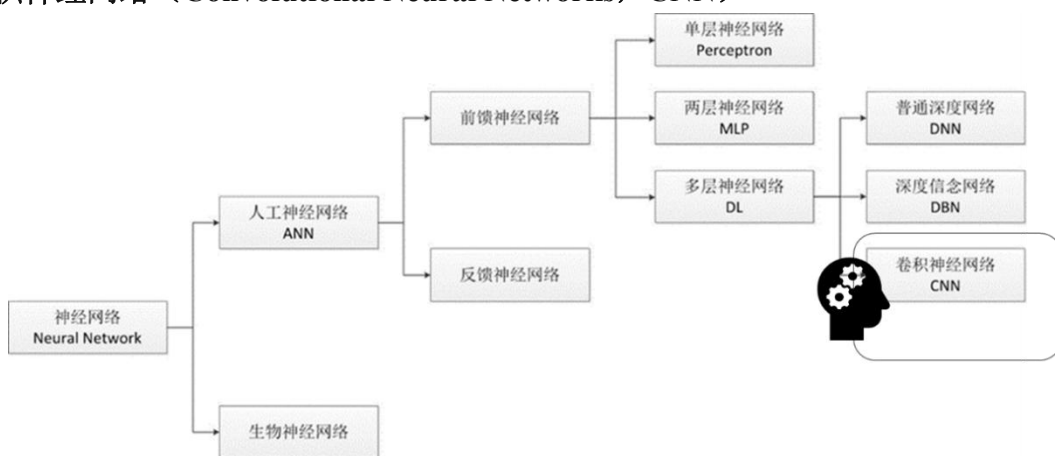 单层神经网络
Perceptron
前馈神经网络
两层神经网络
MLP
普通深度网络
DNN
人工神经网络
ANN
多层神经网络
DL
深度信念网络
DBN
反馈神经网络
卷积神经网络
CNN
神经网络
Neural Network
生物神经网络